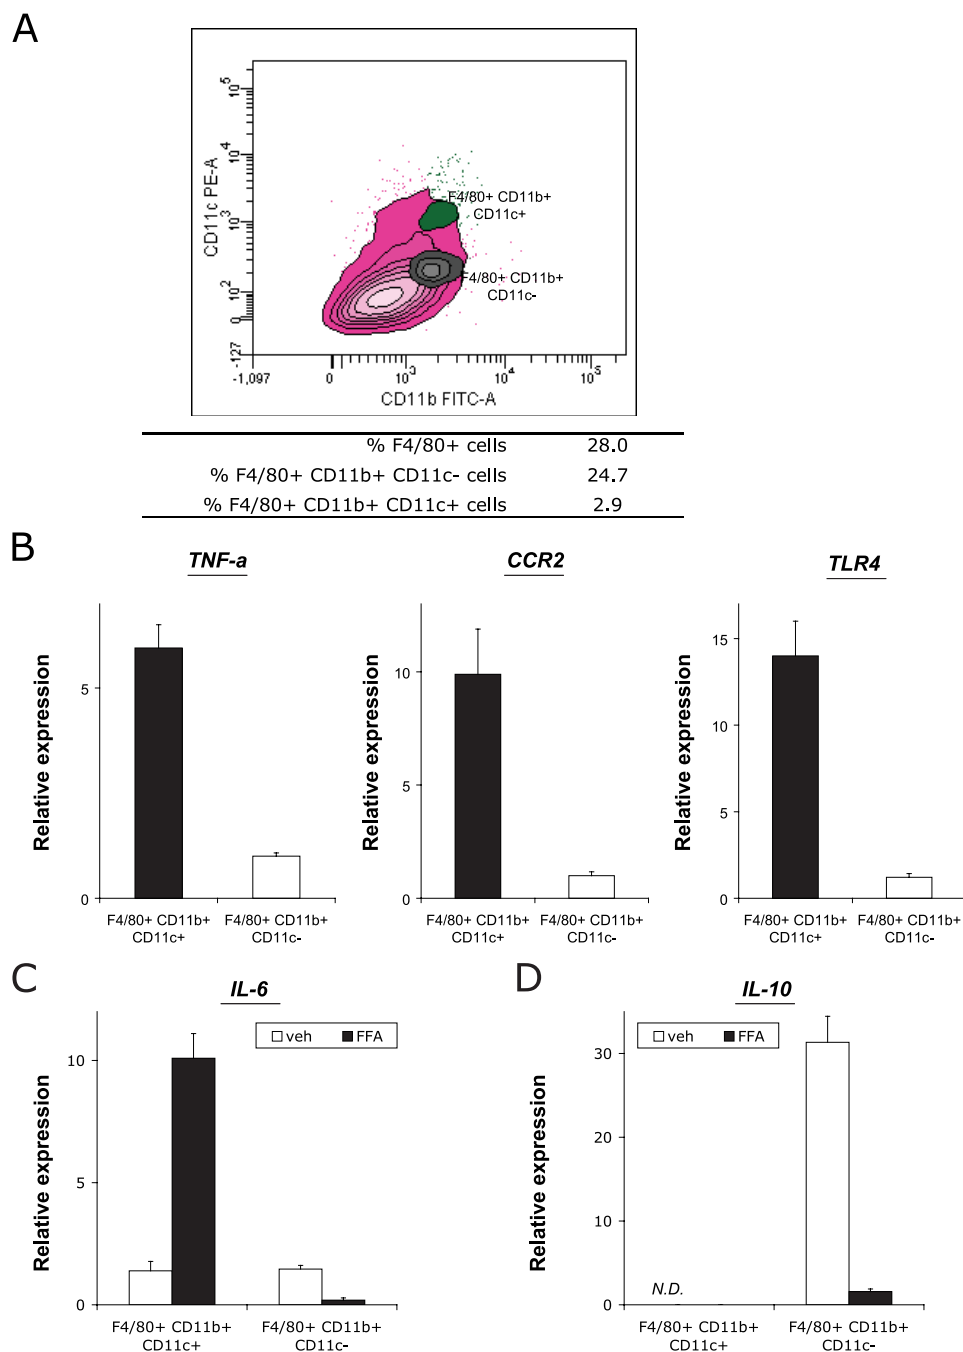 A
CD11c PE-A
10^5
10^4
10^3
10^2
0
-127
F4/80+ CD11b+
CD11c+
F4/80+ CD11b+
CD11c-
-1,097
0
10^3
10^4
10^5
CD11b FITC-A
% F4/80+ cells 28.0
% F4/80+ CD11b+ CD11c- cells 24.7
% F4/80+ CD11b+ CD11c+ cells 2.9
B
TNF-a
Relative expression
5
0
F4/80+ CD11b+
CD11c+
F4/80+ CD11b+
CD11c-
CCR2
Relative expression
10
5
0
F4/80+ CD11b+
CD11c+
F4/80+ CD11b+
CD11c-
TLR4
Relative expression
15
10
5
0
F4/80+ CD11b+
CD11c+
F4/80+ CD11b+
CD11c-
C
IL-6
veh FFA
Relative expression
10
5
0
F4/80+ CD11b+
CD11c+
F4/80+ CD11b+
CD11c-
D
IL-10
veh FFA
Relative expression
30
20
10
0
N.D.
F4/80+ CD11b+
CD11c+
F4/80+ CD11b+
CD11c-